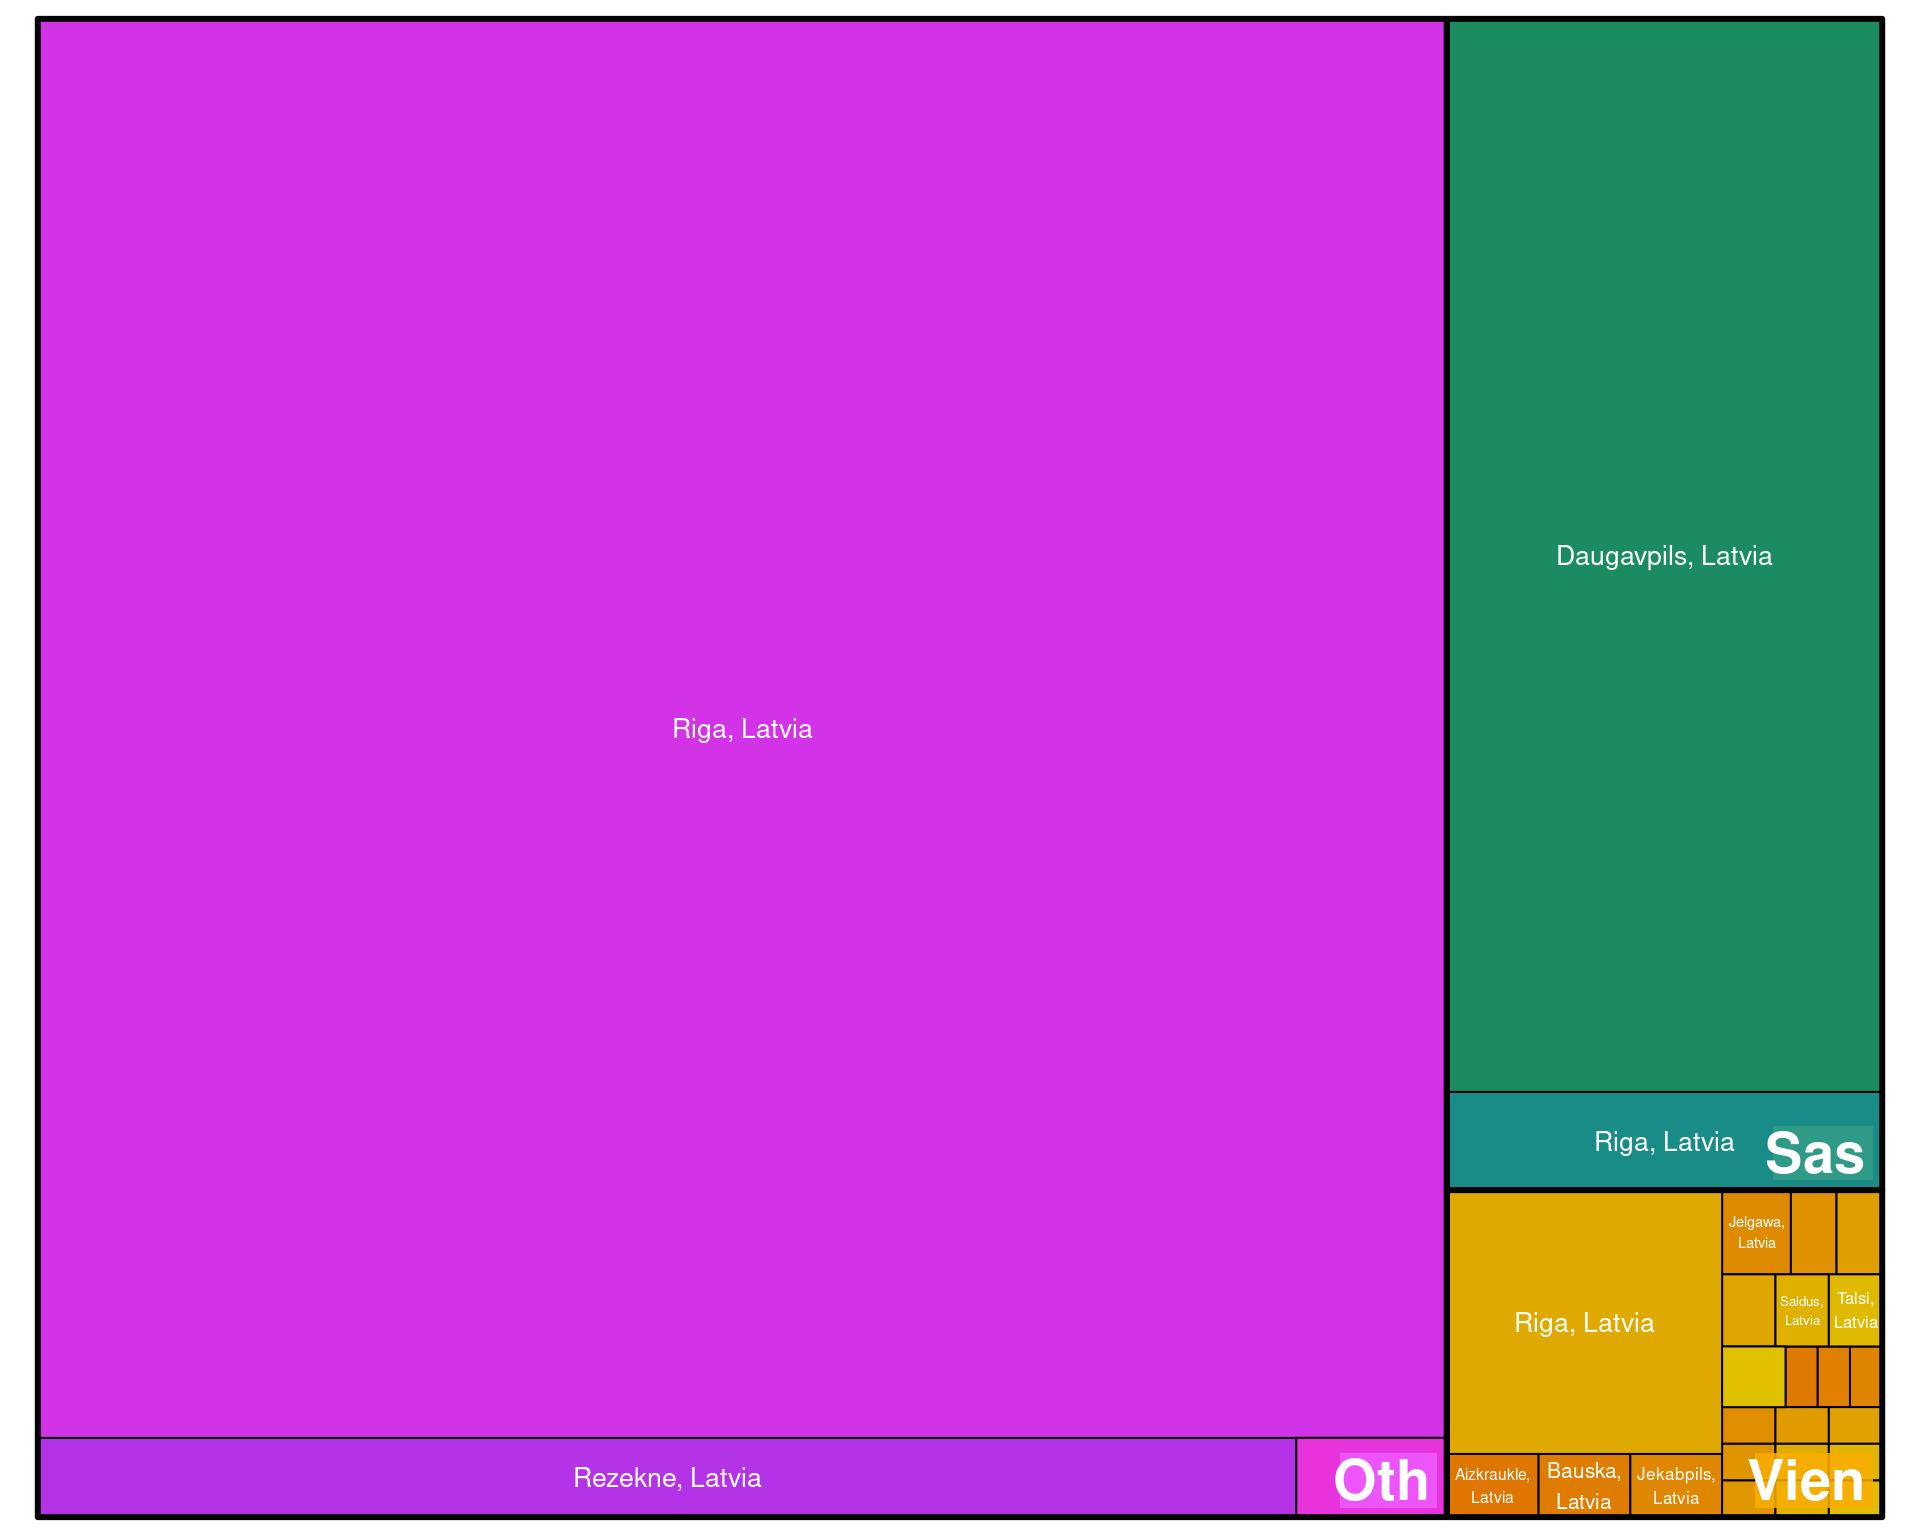 Riga, Latvia
Rezekne, Latvia
Oth
Daugavpils, Latvia
Riga, Latvia
Sas
Riga, Latvia
Jelgawa,
Latvia
Saldus,
Latvia
Talsi,
Latvia
Aizkraukle,
Latvia
Bauska,
Latvia
Jekabpils,
Latvia
Vien